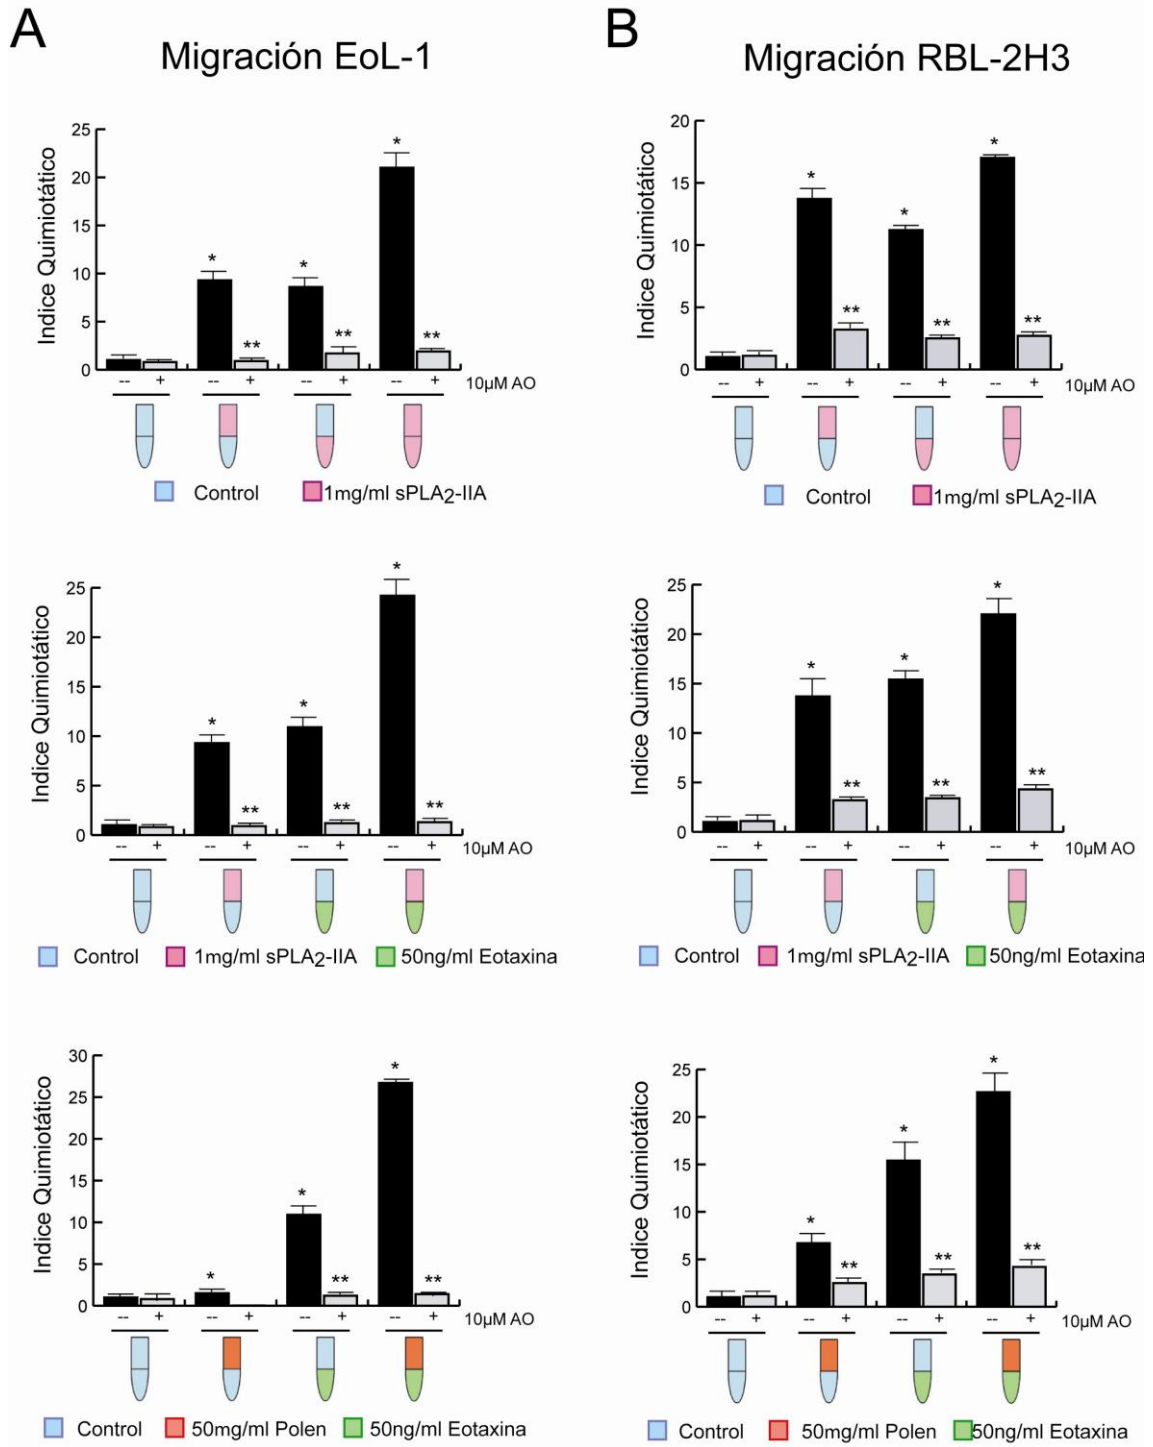 A
Migración EoL-1
Indice Quimiotático
25
20
15
10
5
0
* * * ** ** **
-- + -- + -- + -- + 10µM AO
Control 1mg/ml sPLA2-IIA
Indice Quimiotático
25
20
15
10
5
0
* * * ** ** **
-- + -- + -- + -- + 10µM AO
Control 1mg/ml sPLA2-IIA 50ng/ml Eotaxina
Indice Quimiotático
30
25
20
15
10
5
0
* * * ** **
-- + -- + -- + -- + 10µM AO
Control 50mg/ml Polen 50ng/ml Eotaxina
B
Migración RBL-2H3
Indice Quimiotático
20
15
10
5
0
* * * ** ** **
-- + -- + -- + -- + 10µM AO
Control 1mg/ml sPLA2-IIA
Indice Quimiotático
25
20
15
10
5
0
* * * ** ** **
-- + -- + -- + -- + 10µM AO
Control 1mg/ml sPLA2-IIA 50ng/ml Eotaxina
Indice Quimiotático
25
20
15
10
5
0
* * * ** ** **
-- + -- + -- + -- + 10µM AO
Control 50mg/ml Polen 50ng/ml Eotaxina